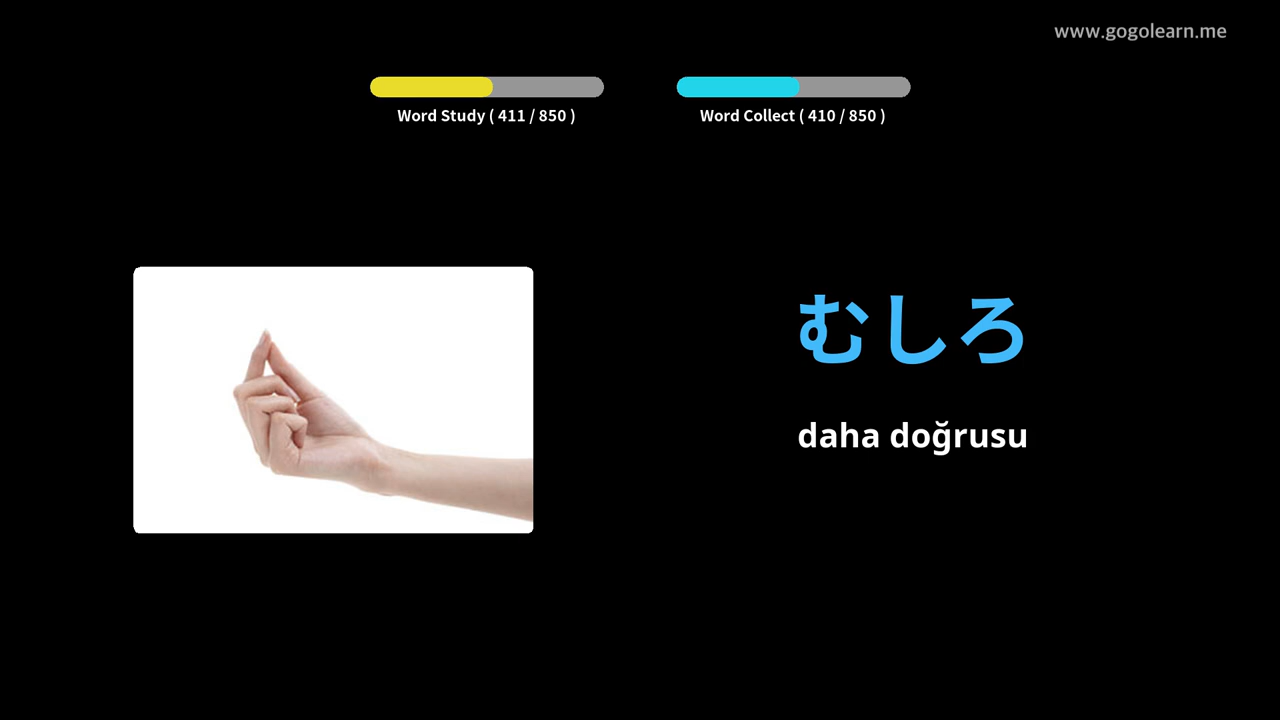 www.gogolearn.me
Word Study ( 411 / 850 )
Word Collect ( 410 / 850 )
むしろ
daha doğrusu